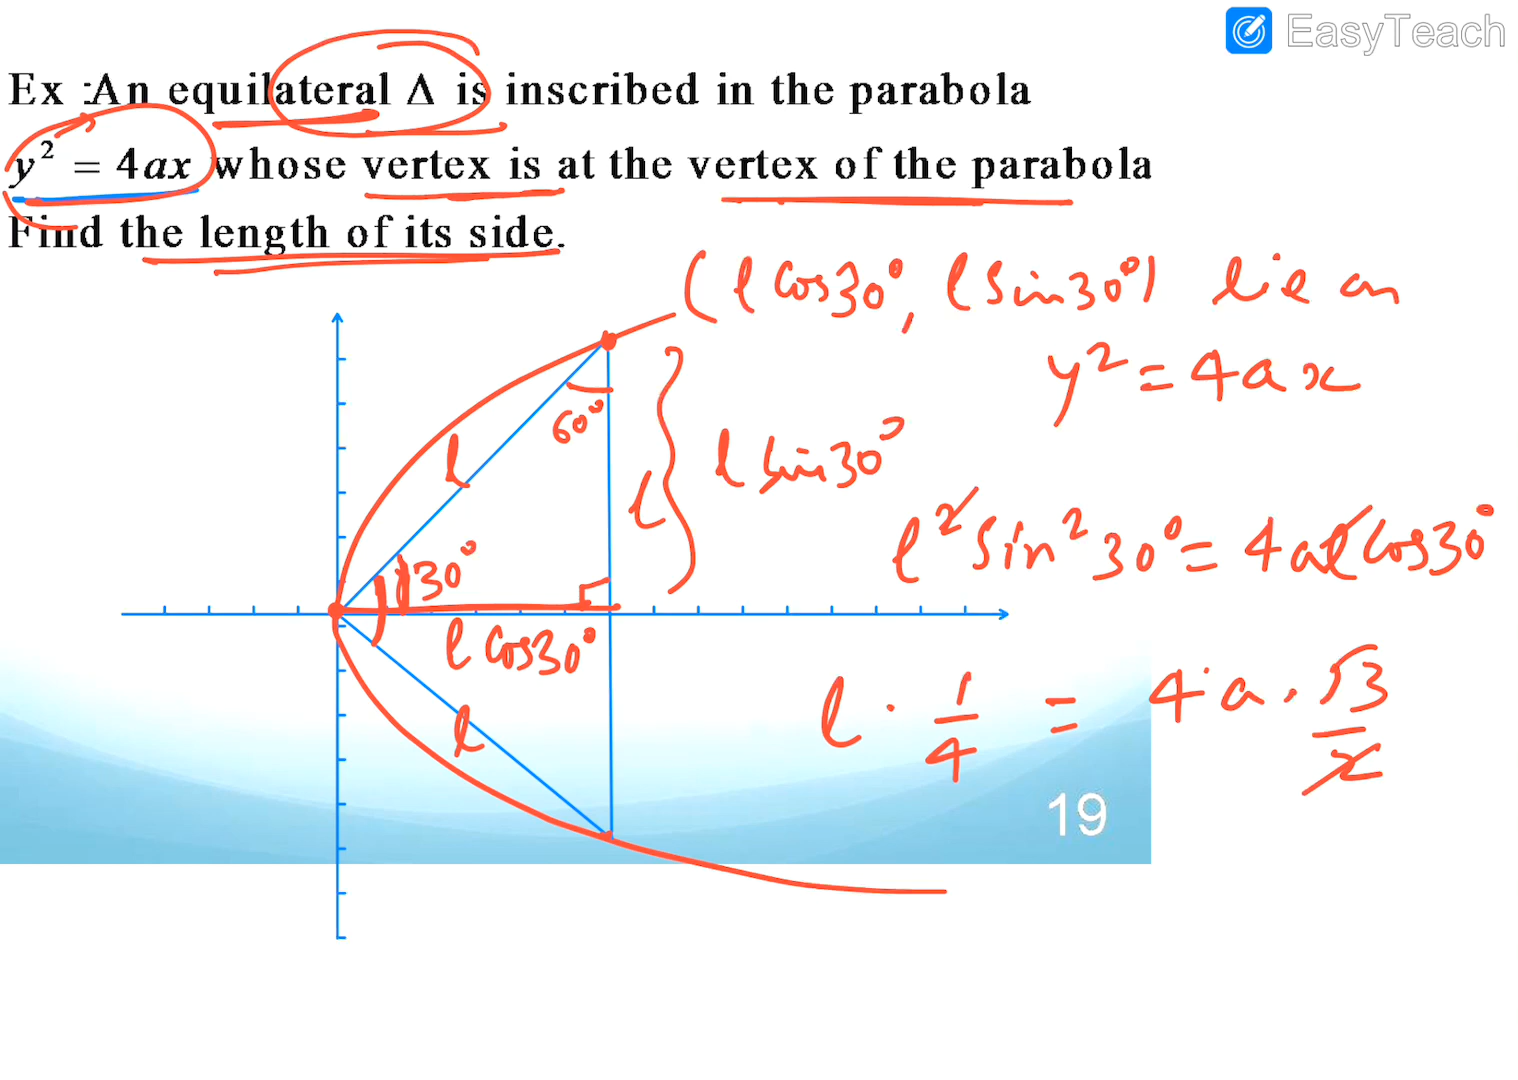 EasyTeach
Ex :An equilateral Δ is inscribed in the parabola
y² = 4ax whose vertex is at the vertex of the parabola
Find the length of its side.
(l cos30°, l sin30°) lie on
y² = 4ax
60°
l
l
l sin30°
l² sin² 30° = 4al cos30°
30°
l cos30°
l
l · 1/4 = 4a · √3/2
19